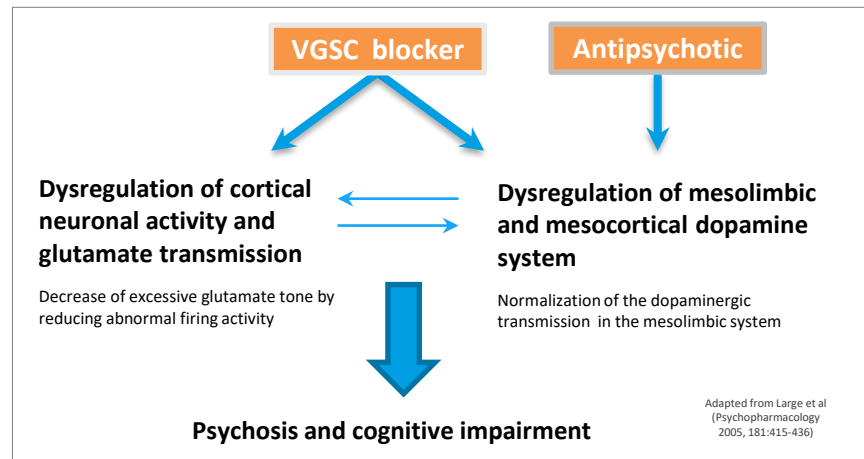 VGSC blocker
Antipsychotic
Dysregulation of cortical
neuronal activity and
glutamate transmission
Decrease of excessive glutamate tone by
reducing abnormal firing activity
Dysregulation of mesolimbic
and mesocortical dopamine
system
Normalization of the dopaminergic
transmission in the mesolimbic system
Psychosis and cognitive impairment
Adapted from Large et al
(Psychopharmacology
2005, 181:415-436)